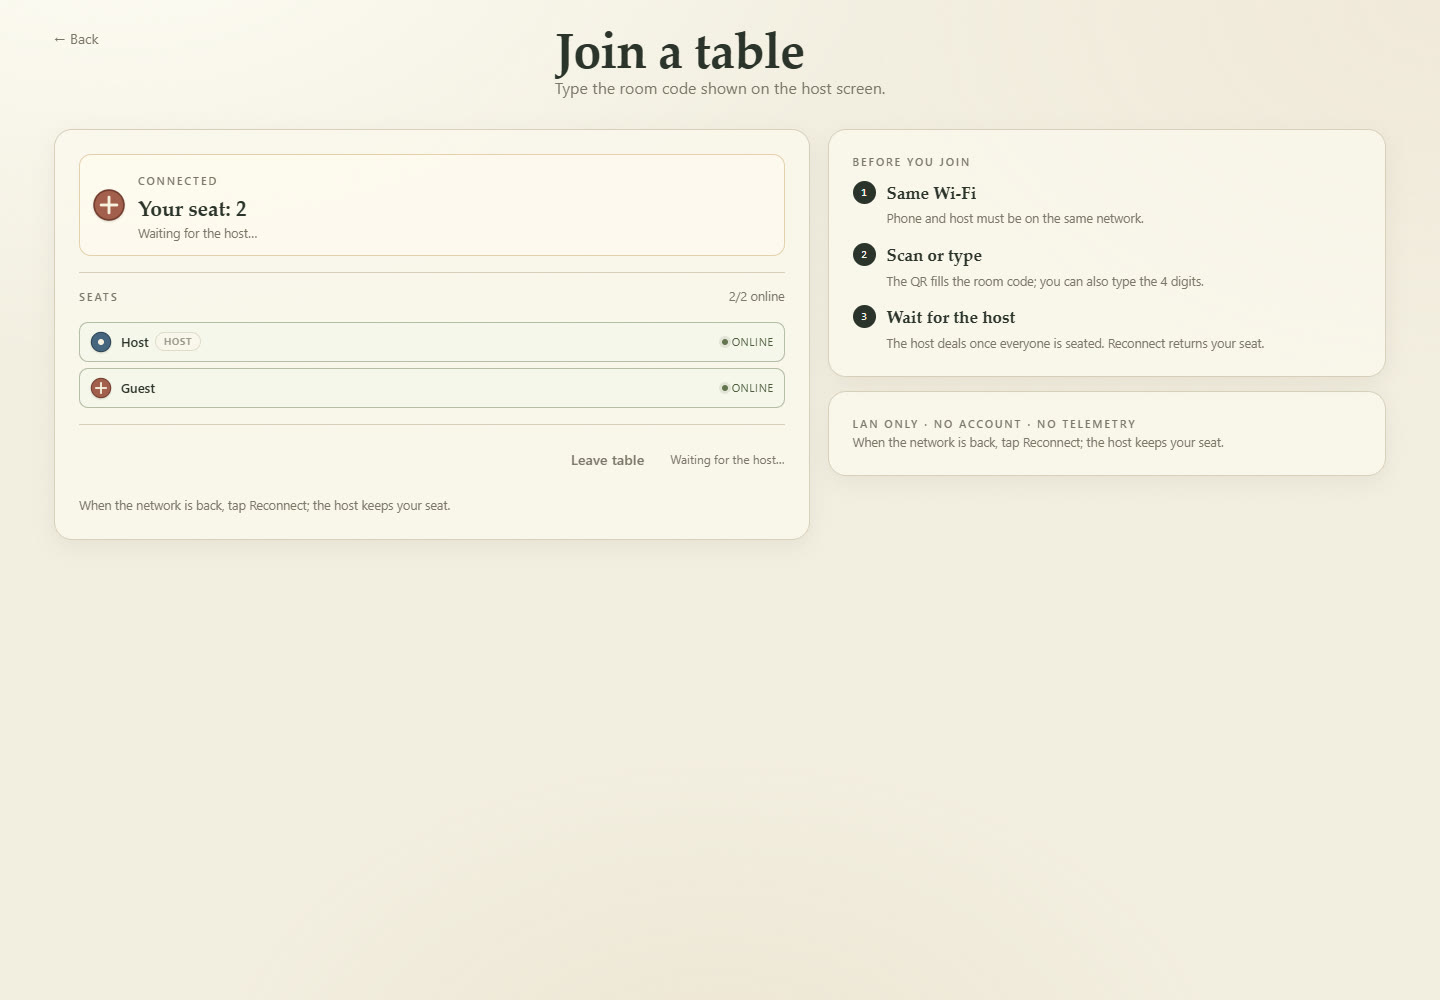 ← Back
Join a table
Type the room code shown on the host screen.
CONNECTED
Your seat: 2
Waiting for the host...
SEATS
2/2 online
Host HOST ONLINE
Guest ONLINE
Leave table Waiting for the host...
When the network is back, tap Reconnect; the host keeps your seat.
BEFORE YOU JOIN
1 Same Wi-Fi
Phone and host must be on the same network.
2 Scan or type
The QR fills the room code; you can also type the 4 digits.
3 Wait for the host
The host deals once everyone is seated. Reconnect returns your seat.
LAN ONLY · NO ACCOUNT · NO TELEMETRY
When the network is back, tap Reconnect; the host keeps your seat.